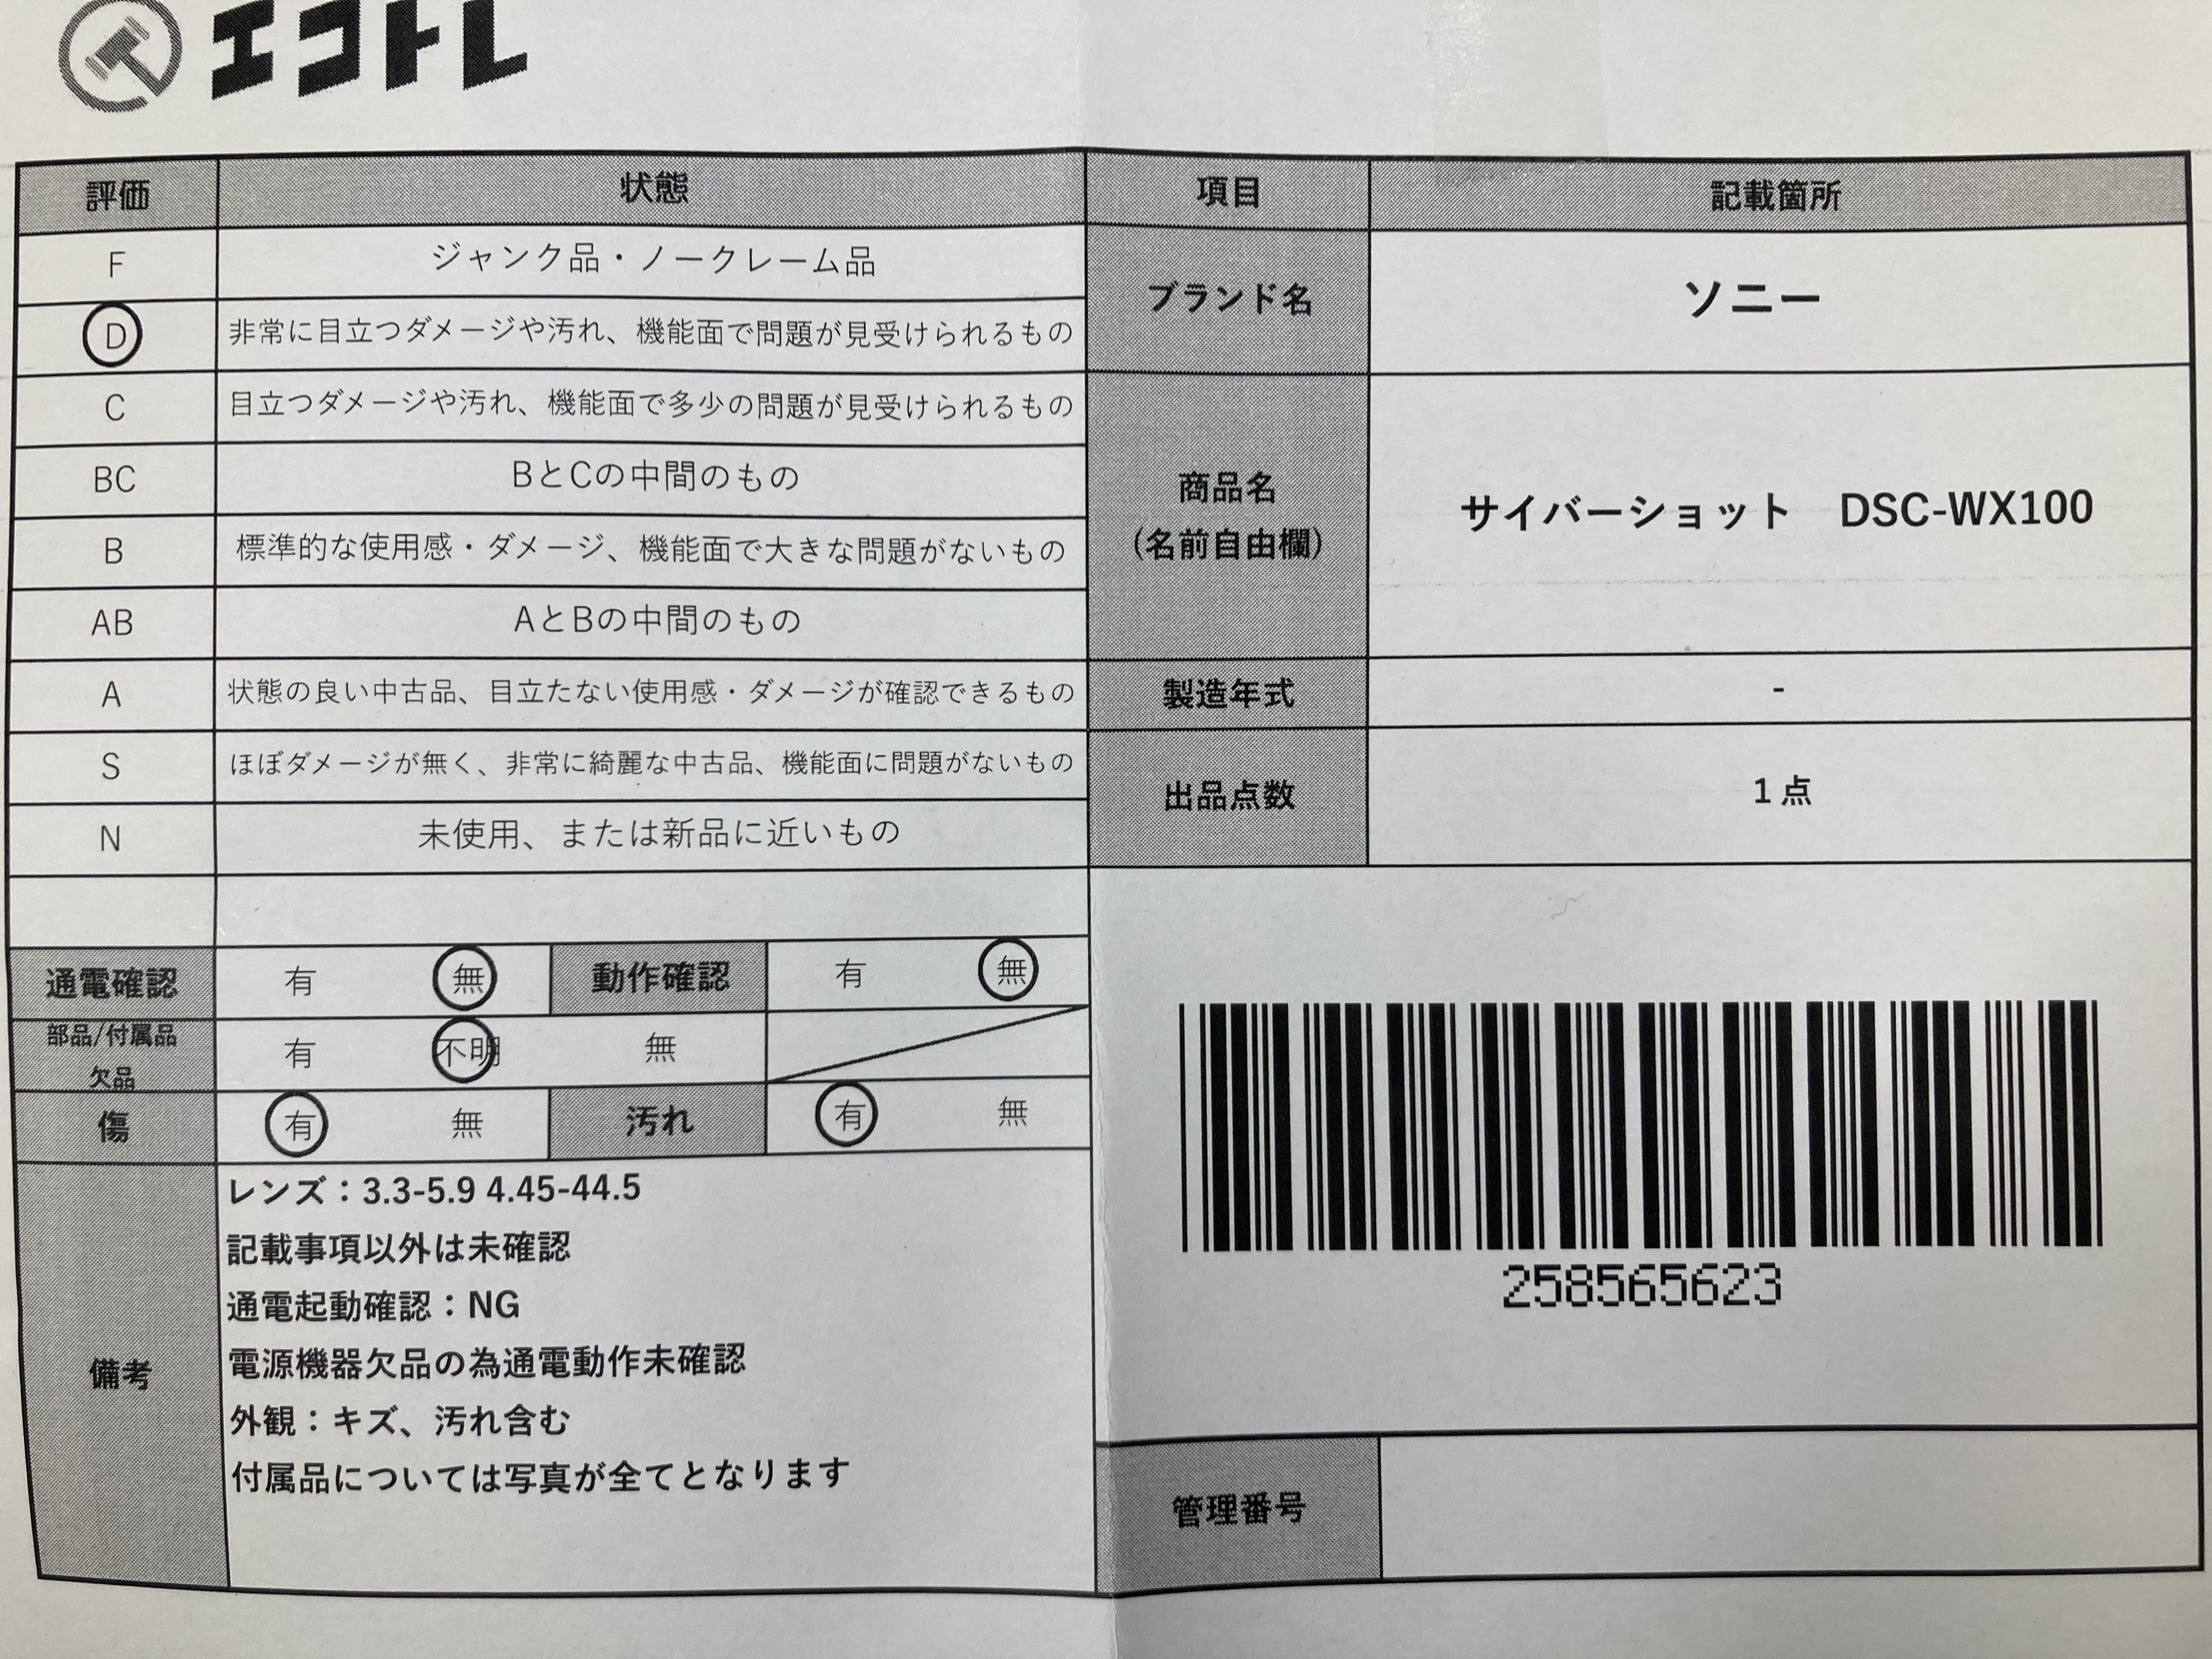 エコトレ
評価 状態 項目 記載箇所
F ジャンク品・ノークレーム品
D 非常に目立つダメージや汚れ、機能面で問題が見受けられるもの
ブランド名 ソニー
C 目立つダメージや汚れ、機能面で多少の問題が見受けられるもの
BC BとCの中間のもの
商品名
(名前自由欄)
サイバーショット DSC-WX100
B 標準的な使用感・ダメージ、機能面で大きな問題がないもの
AB AとBの中間のもの
A 状態の良い中古品、目立たない使用感・ダメージが確認できるもの
製造年式 -
S ほぼダメージが無く、非常に綺麗な中古品、機能面に問題がないもの
出品点数 1点
N 未使用、または新品に近いもの
通電確認 有 無 動作確認 有 無
部品/付属品
欠品
有 不明 無
傷 有 無 汚れ 有 無
備考
レンズ：3.3-5.9 4.45-44.5
記載事項以外は未確認
通電起動確認：NG
電源機器欠品の為通電動作未確認
外観：キズ、汚れ含む
付属品については写真が全てとなります
258565623
管理番号